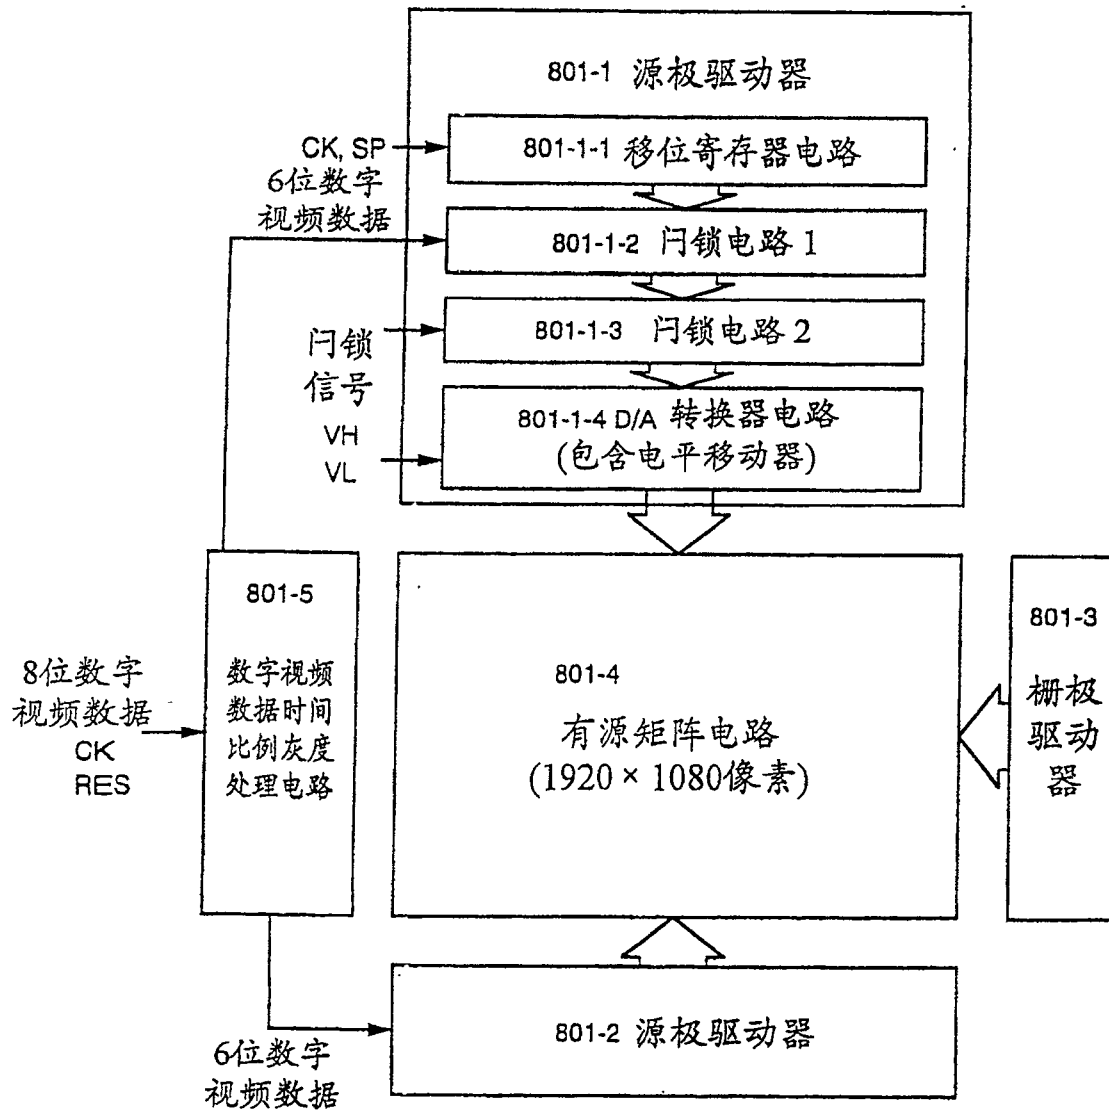 801-1 源极驱动器
CK, SP
801-1-1 移位寄存器电路
6位数字
视频数据
801-1-2 闩锁电路 1
闩锁
信号
801-1-3 闩锁电路 2
VH
VL
801-1-4 D/A 转换器电路
(包含电平移动器)
8位数字
视频数据
CK
RES
801-5
数字视频
数据时间
比例灰度
处理电路
801-4
有源矩阵电路
(1920 × 1080像素)
801-3
栅极
驱动
器
801-2 源极驱动器
6位数字
视频数据